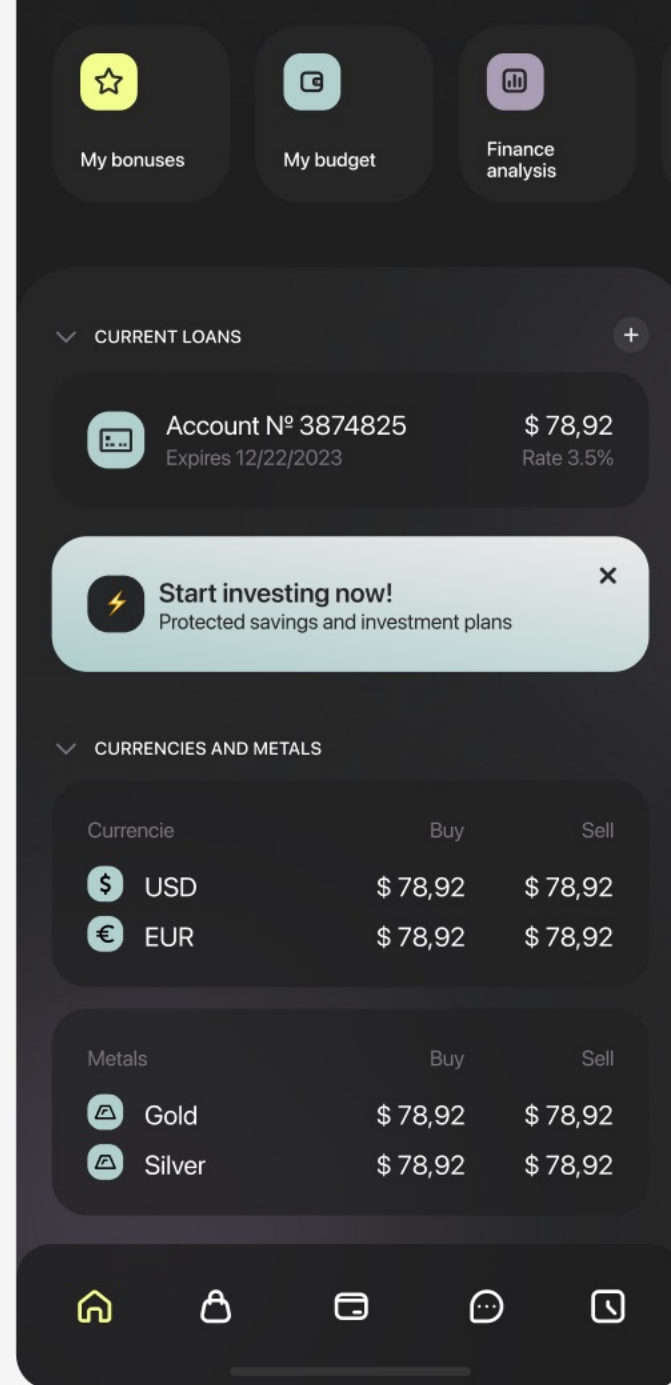 My bonuses
My budget
Finance
analysis
CURRENT LOANS
+
Account Nº 3874825
$ 78,92
Expires 12/22/2023
Rate 3.5%
Start investing now!
Protected savings and investment plans
CURRENCIES AND METALS
Currencie Buy Sell
$ USD $ 78,92 $ 78,92
€ EUR $ 78,92 $ 78,92
Metals Buy Sell
Gold $ 78,92 $ 78,92
Silver $ 78,92 $ 78,92